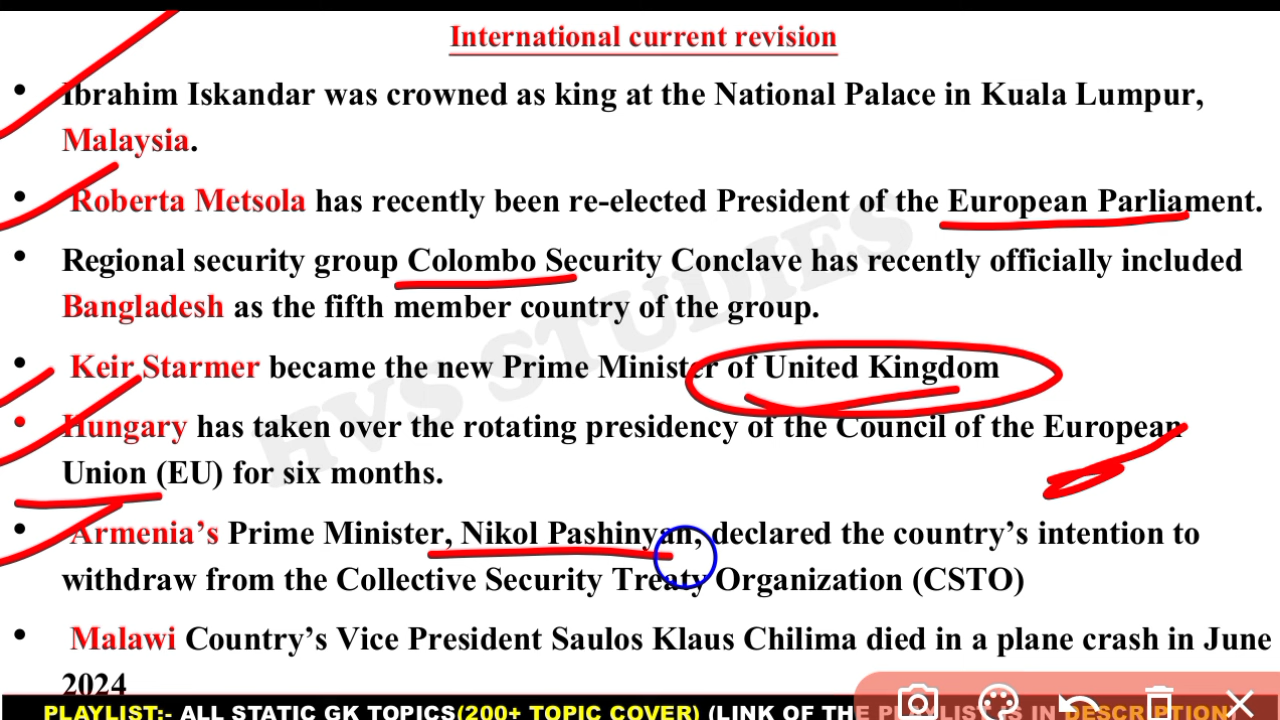 International current revision
• Ibrahim Iskandar was crowned as king at the National Palace in Kuala Lumpur,
Malaysia.
• Roberta Metsola has recently been re-elected President of the European Parliament.
• Regional security group Colombo Security Conclave has recently officially included
Bangladesh as the fifth member country of the group.
• Keir Starmer became the new Prime Minister of United Kingdom
• Hungary has taken over the rotating presidency of the Council of the European
Union (EU) for six months.
• Armenia’s Prime Minister, Nikol Pashinyan, declared the country’s intention to
withdraw from the Collective Security Treaty Organization (CSTO)
• Malawi Country’s Vice President Saulos Klaus Chilima died in a plane crash in June
2024
HVS STUDIES
PLAYLIST:- ALL STATIC GK TOPICS(200+ TOPIC COVER) (LINK OF THE PLAYLIST IS IN DESCRIPTION